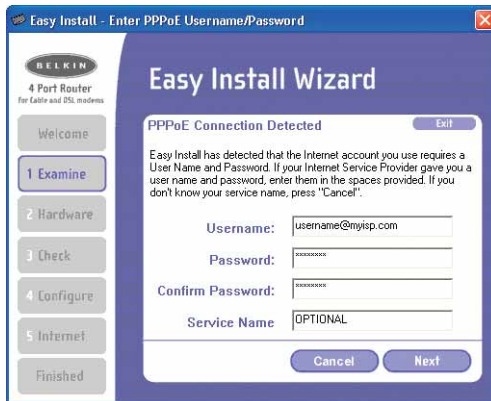 Easy Install - Enter PPPoE Username/Password
BELKIN
4 Port Router
For Cable and DSL modems
Welcome
1 Examine
2 Hardware
3 Check
4 Configure
5 Internet
Finished
Easy Install Wizard
PPPoE Connection Detected
Exit
Easy Install has detected that the Internet account you use requires a
User Name and Password. If your Internet Service Provider gave you a
user name and password, enter them in the spaces provided. If you
don't know your service name, press "Cancel".
Username:
username@myisp.com
Password:
xxxxxxxx
Confirm Password:
xxxxxxxx
Service Name
OPTIONAL
Cancel
Next